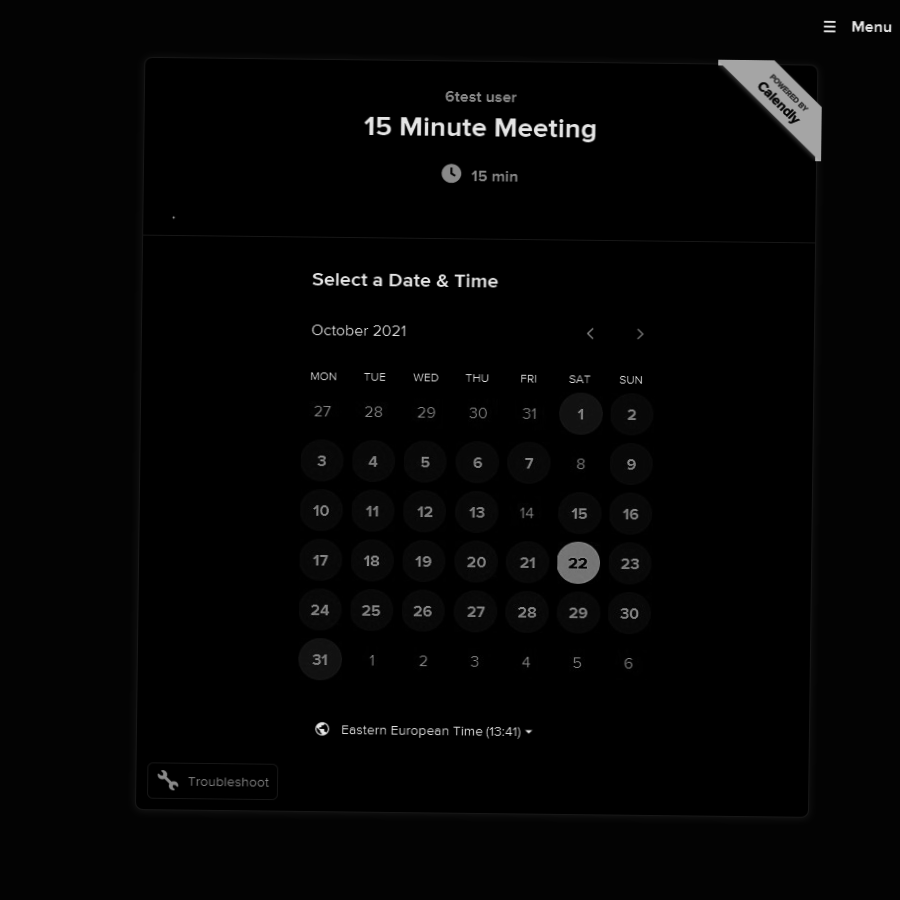 ☰ Menu
POWERED BY
Calendly
6test user
15 Minute Meeting
15 min
Select a Date & Time
October 2021
MON TUE WED THU FRI SAT SUN
27 28 29 30 31 1 2
3 4 5 6 7 8 9
10 11 12 13 14 15 16
17 18 19 20 21 22 23
24 25 26 27 28 29 30
31 1 2 3 4 5 6
Eastern European Time (13:41)
Troubleshoot